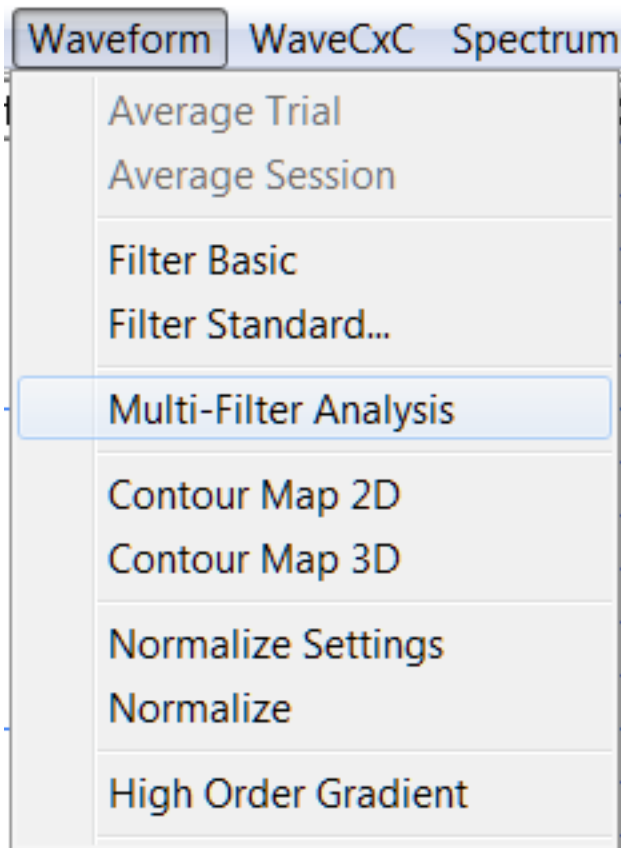 Waveform WaveCxC Spectrum
Average Trial
Average Session
Filter Basic
Filter Standard...
Multi-Filter Analysis
Contour Map 2D
Contour Map 3D
Normalize Settings
Normalize
High Order Gradient